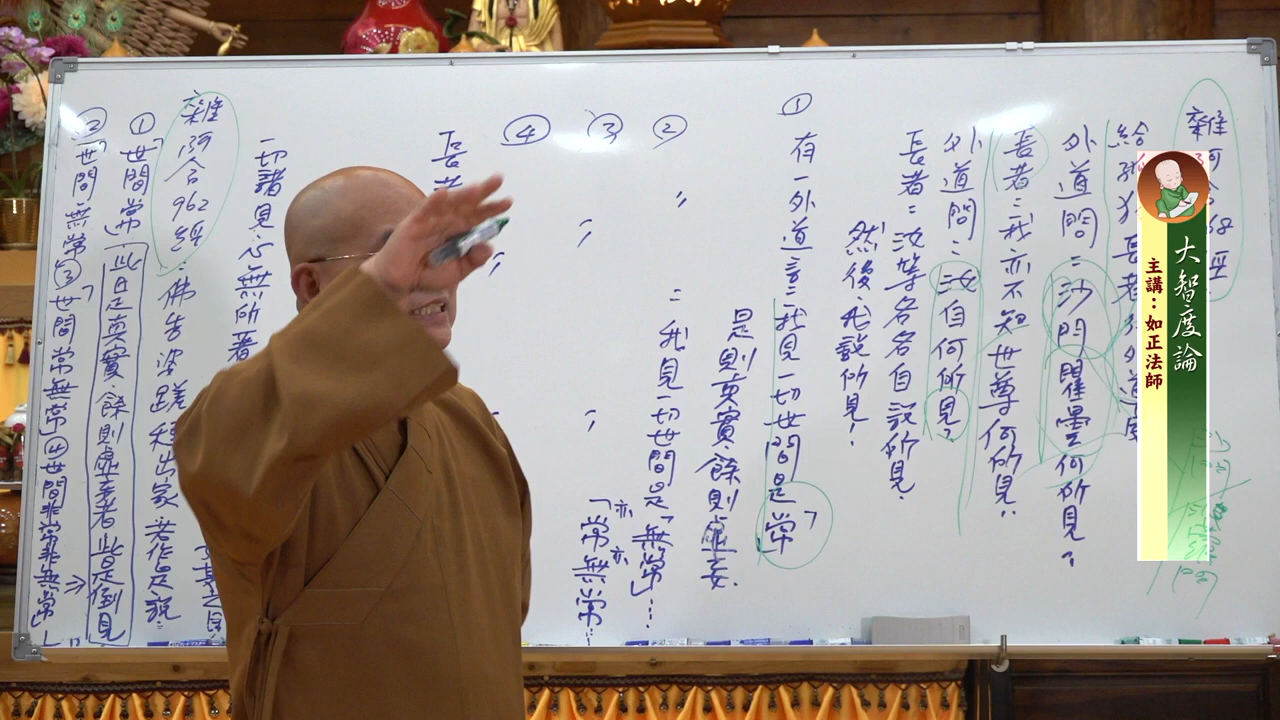 雜阿含968經
給孤獨長者
外道問：沙門瞿曇何所見？
長者：我亦不知世尊何所見！
外道問：汝自何所見？
長者：汝等各各自說所見
然後我說所見！
① 有一外道言：我見一切世間是「常」
是則真實，餘則虛妄
② 〃 ：我見一切世間是「無常」…
③ 〃 〃 「亦常亦無常…
④ 〃
長者
一切諸見心無所著
雜阿含962經：佛告婆蹉種出家若作是說：
①「世間常」此是真實，餘則虛妄者，此是倒見
②「世間無常③「世間常無常」④世間非常非無常」
大智度論
主講：如正法師